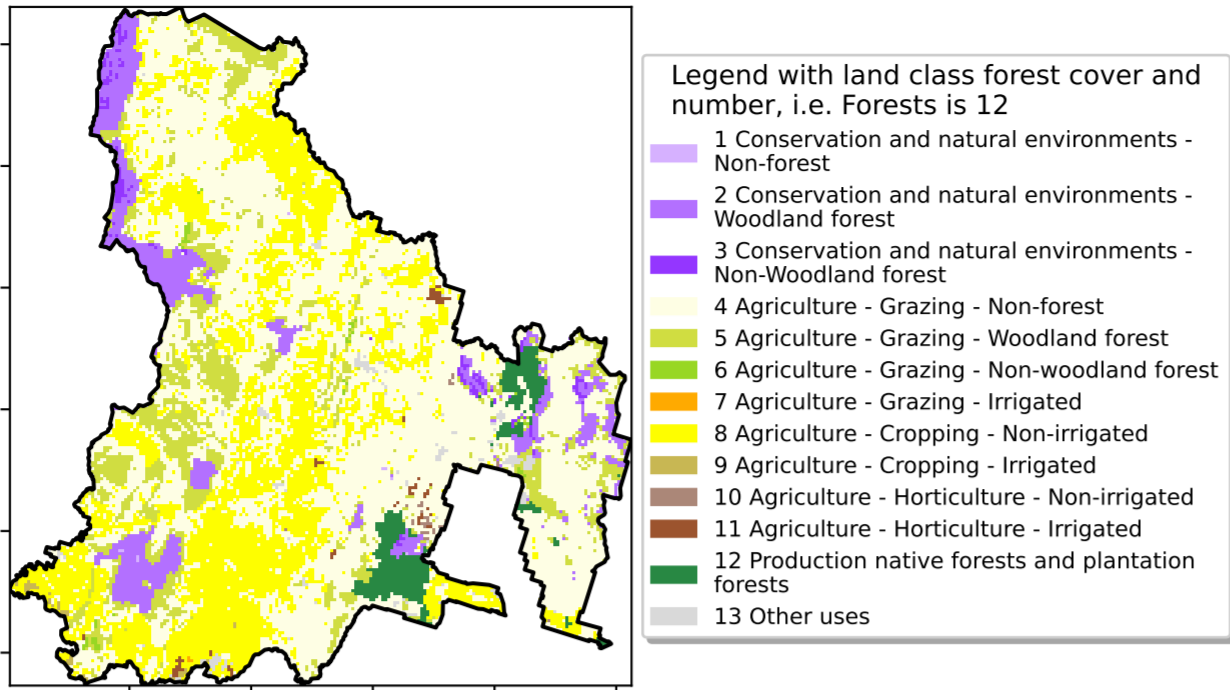 Legend with land class forest cover and
number, i.e. Forests is 12
1 Conservation and natural environments -
Non-forest
2 Conservation and natural environments -
Woodland forest
3 Conservation and natural environments -
Non-Woodland forest
4 Agriculture - Grazing - Non-forest
5 Agriculture - Grazing - Woodland forest
6 Agriculture - Grazing - Non-woodland forest
7 Agriculture - Grazing - Irrigated
8 Agriculture - Cropping - Non-irrigated
9 Agriculture - Cropping - Irrigated
10 Agriculture - Horticulture - Non-irrigated
11 Agriculture - Horticulture - Irrigated
12 Production native forests and plantation
forests
13 Other uses